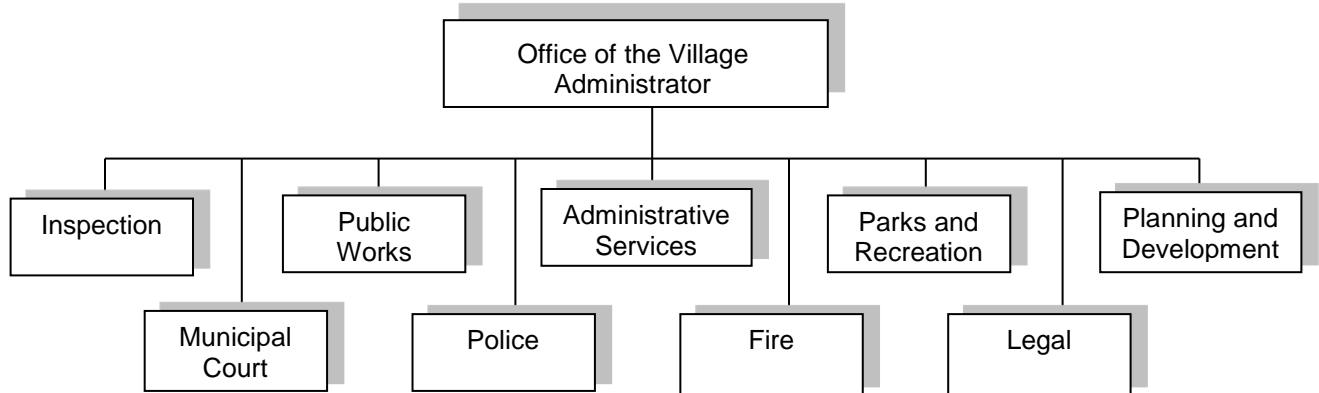 Office of the Village
Administrator
Inspection
Public
Works
Administrative
Services
Parks and
Recreation
Planning and
Development
Municipal
Court
Police
Fire
Legal